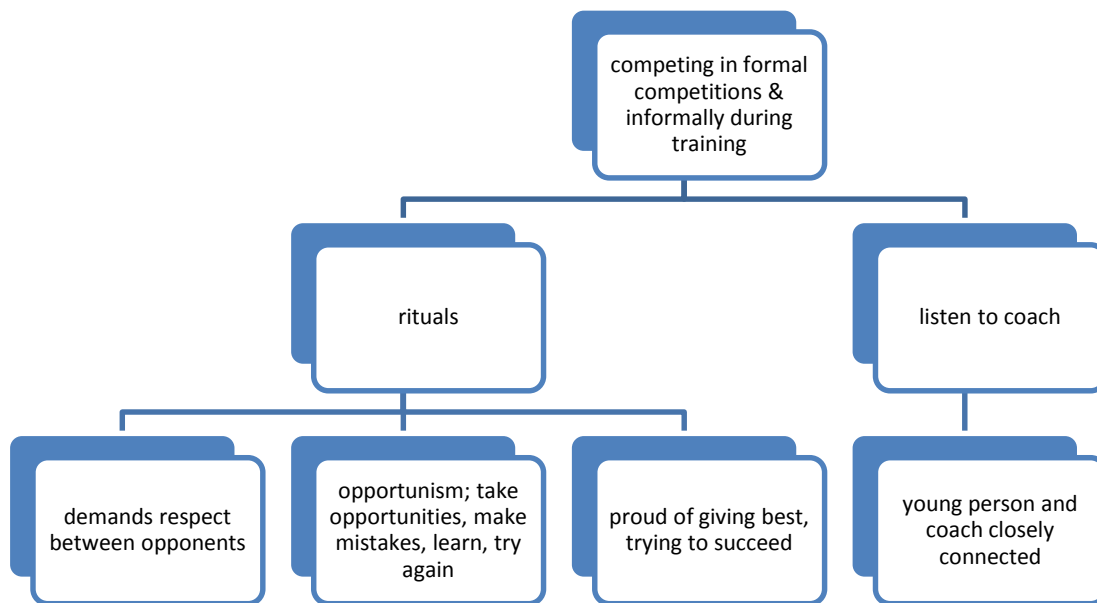 competing in formal
competitions &
informally during
training
rituals
listen to coach
demands respect
between opponents
opportunism; take
opportunities, make
mistakes, learn, try
again
proud of giving best,
trying to succeed
young person and
coach closely
connected